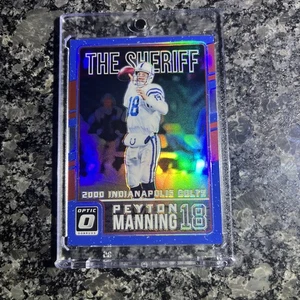 THE SHERIFF
18
2000 INDIANAPOLIS COLTS
OPTIC
PEYTON
MANNING 18